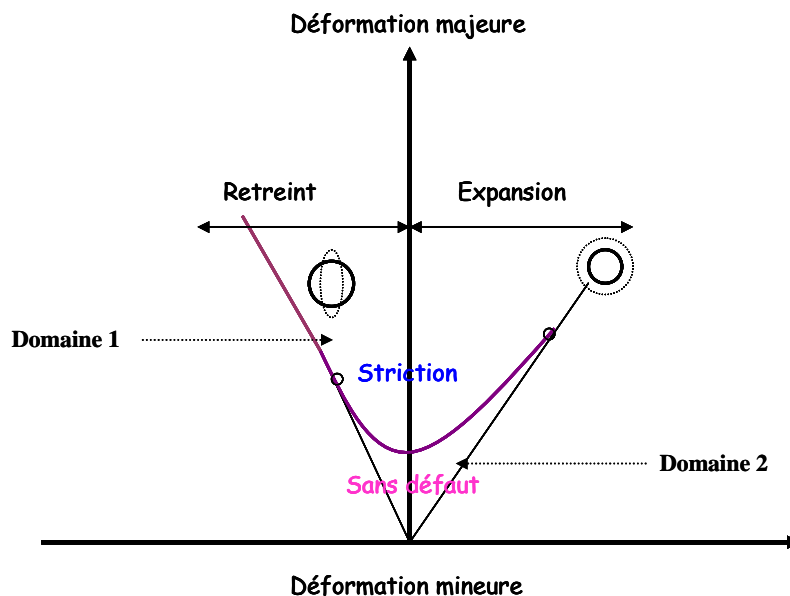 Déformation majeure
Retreint
Expansion
Domaine 1
Striction
Domaine 2
Sans défaut
Déformation mineure